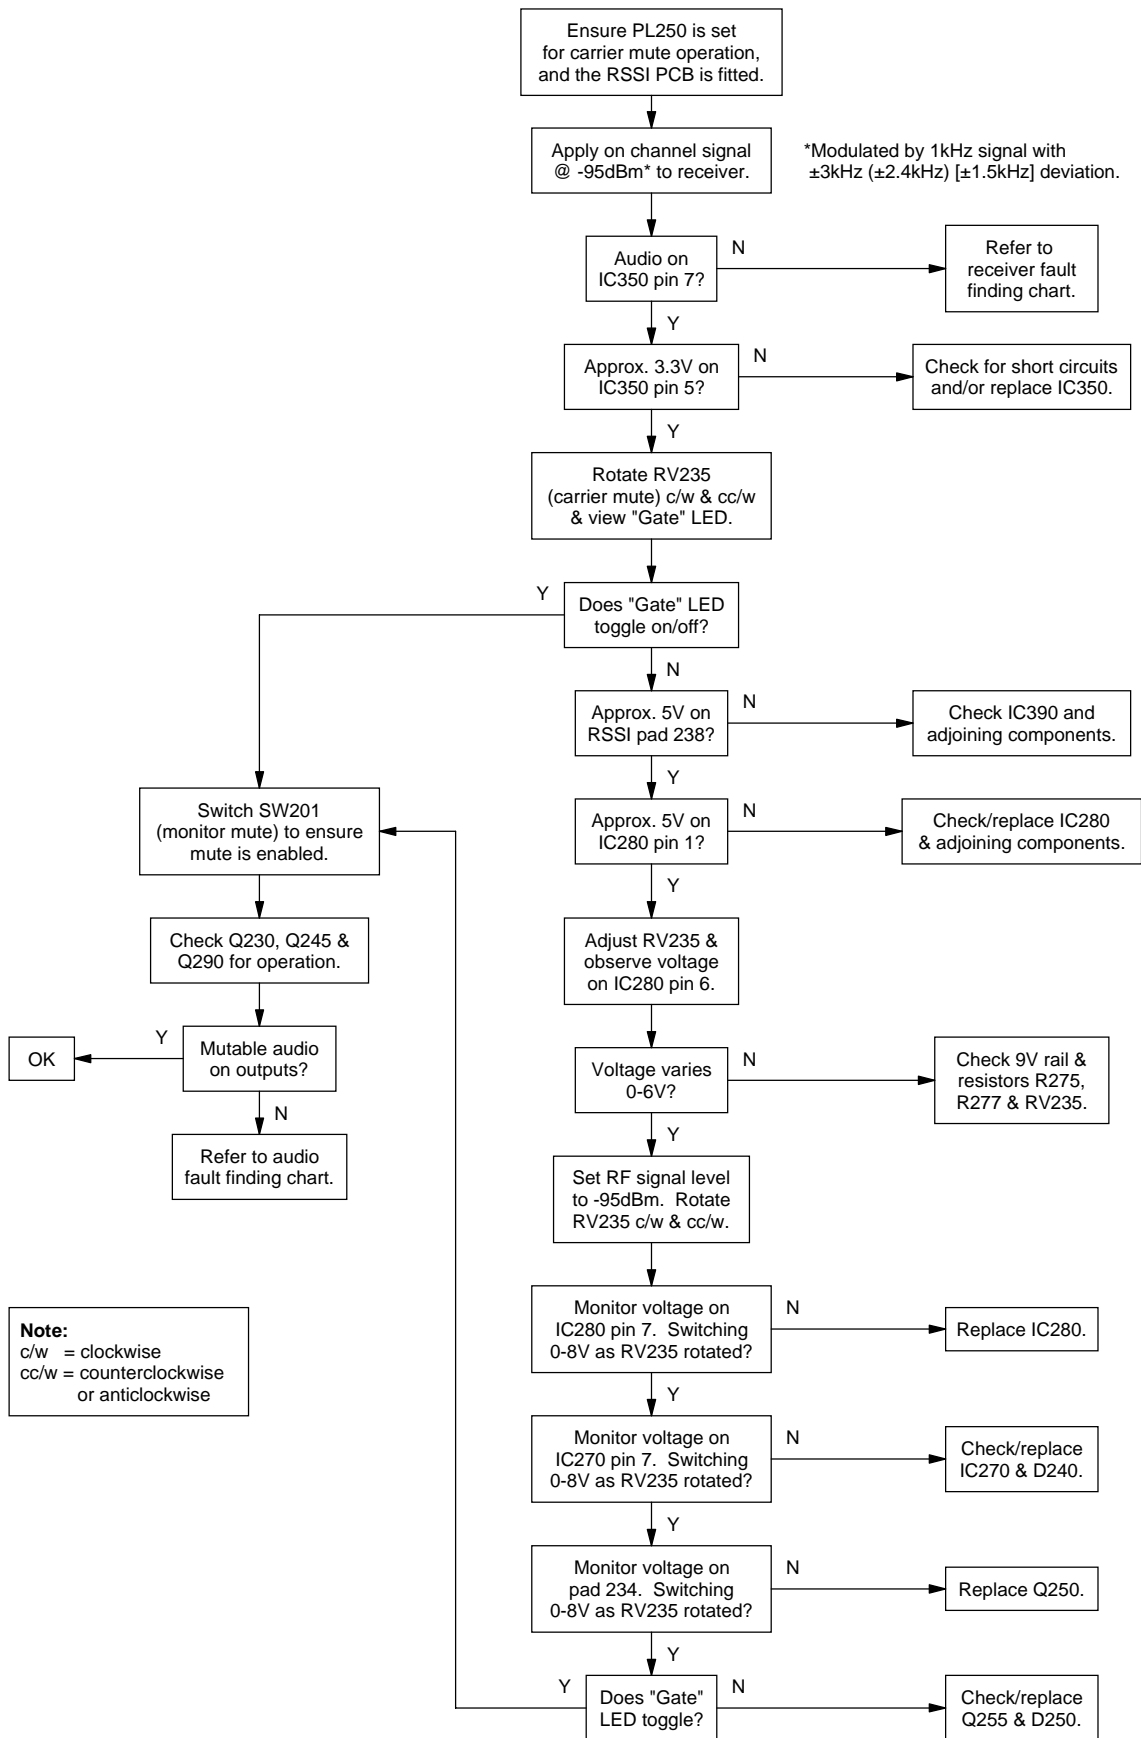 Ensure PL250 is set
for carrier mute operation,
and the RSSI PCB is fitted.
Apply on channel signal
@ -95dBm* to receiver.
*Modulated by 1kHz signal with
±3kHz (±2.4kHz) [±1.5kHz] deviation.
Audio on
IC350 pin 7?
N
Refer to
receiver fault
finding chart.
Y
Approx. 3.3V on
IC350 pin 5?
N
Check for short circuits
and/or replace IC350.
Y
Rotate RV235
(carrier mute) c/w & cc/w
& view "Gate" LED.
Y
Does "Gate" LED
toggle on/off?
N
Approx. 5V on
RSSI pad 238?
N
Check IC390 and
adjoining components.
Y
Switch SW201
(monitor mute) to ensure
mute is enabled.
Approx. 5V on
IC280 pin 1?
N
Check/replace IC280
& adjoining components.
Y
Check Q230, Q245 &
Q290 for operation.
Adjust RV235 &
observe voltage
on IC280 pin 6.
OK
Y
Mutable audio
on outputs?
N
Voltage varies
0-6V?
N
Check 9V rail &
resistors R275,
R277 & RV235.
Y
Refer to audio
fault finding chart.
Set RF signal level
to -95dBm. Rotate
RV235 c/w & cc/w.
Note:
c/w = clockwise
cc/w = counterclockwise
or anticlockwise
Monitor voltage on
IC280 pin 7. Switching
0-8V as RV235 rotated?
N
Replace IC280.
Y
Monitor voltage on
IC270 pin 7. Switching
0-8V as RV235 rotated?
N
Check/replace
IC270 & D240.
Y
Monitor voltage on
pad 234. Switching
0-8V as RV235 rotated?
N
Replace Q250.
Y
Y
Does "Gate"
LED toggle?
N
Check/replace
Q255 & D250.